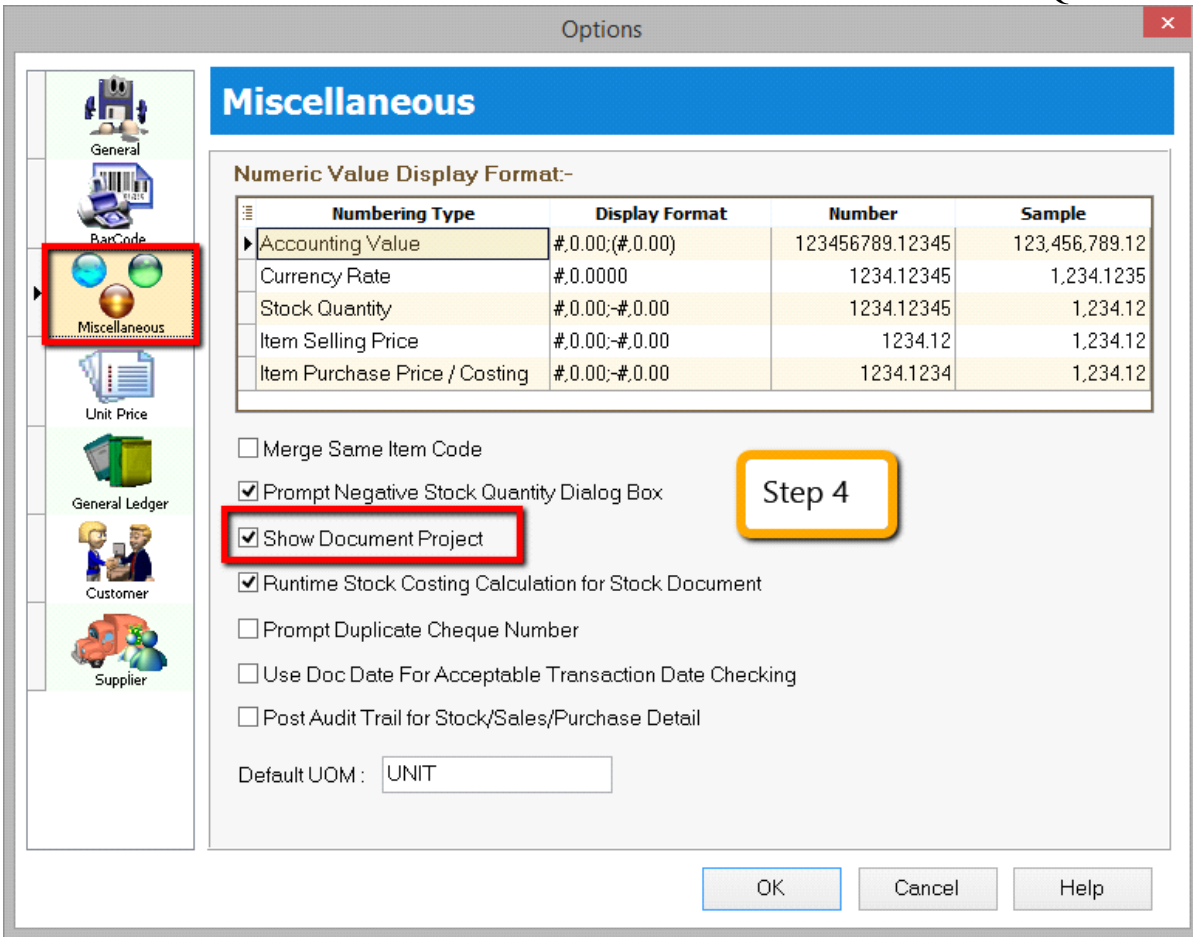 Options
General
BarCode
Miscellaneous
Unit Price
General Ledger
Customer
Supplier
Miscellaneous
Numeric Value Display Format:-
Numbering Type Display Format Number Sample
Accounting Value #,0.00;(#,0.00) 123456789.12345 123,456,789.12
Currency Rate #,0.0000 1234.12345 1,234.1235
Stock Quantity #,0.00;-#,0.00 1234.12345 1,234.12
Item Selling Price #,0.00;-#,0.00 1234.12 1,234.12
Item Purchase Price / Costing #,0.00;-#,0.00 1234.1234 1,234.12
Merge Same Item Code
Prompt Negative Stock Quantity Dialog Box
Step 4
Show Document Project
Runtime Stock Costing Calculation for Stock Document
Prompt Duplicate Cheque Number
Use Doc Date For Acceptable Transaction Date Checking
Post Audit Trail for Stock/Sales/Purchase Detail
Default UOM : UNIT
OK Cancel Help